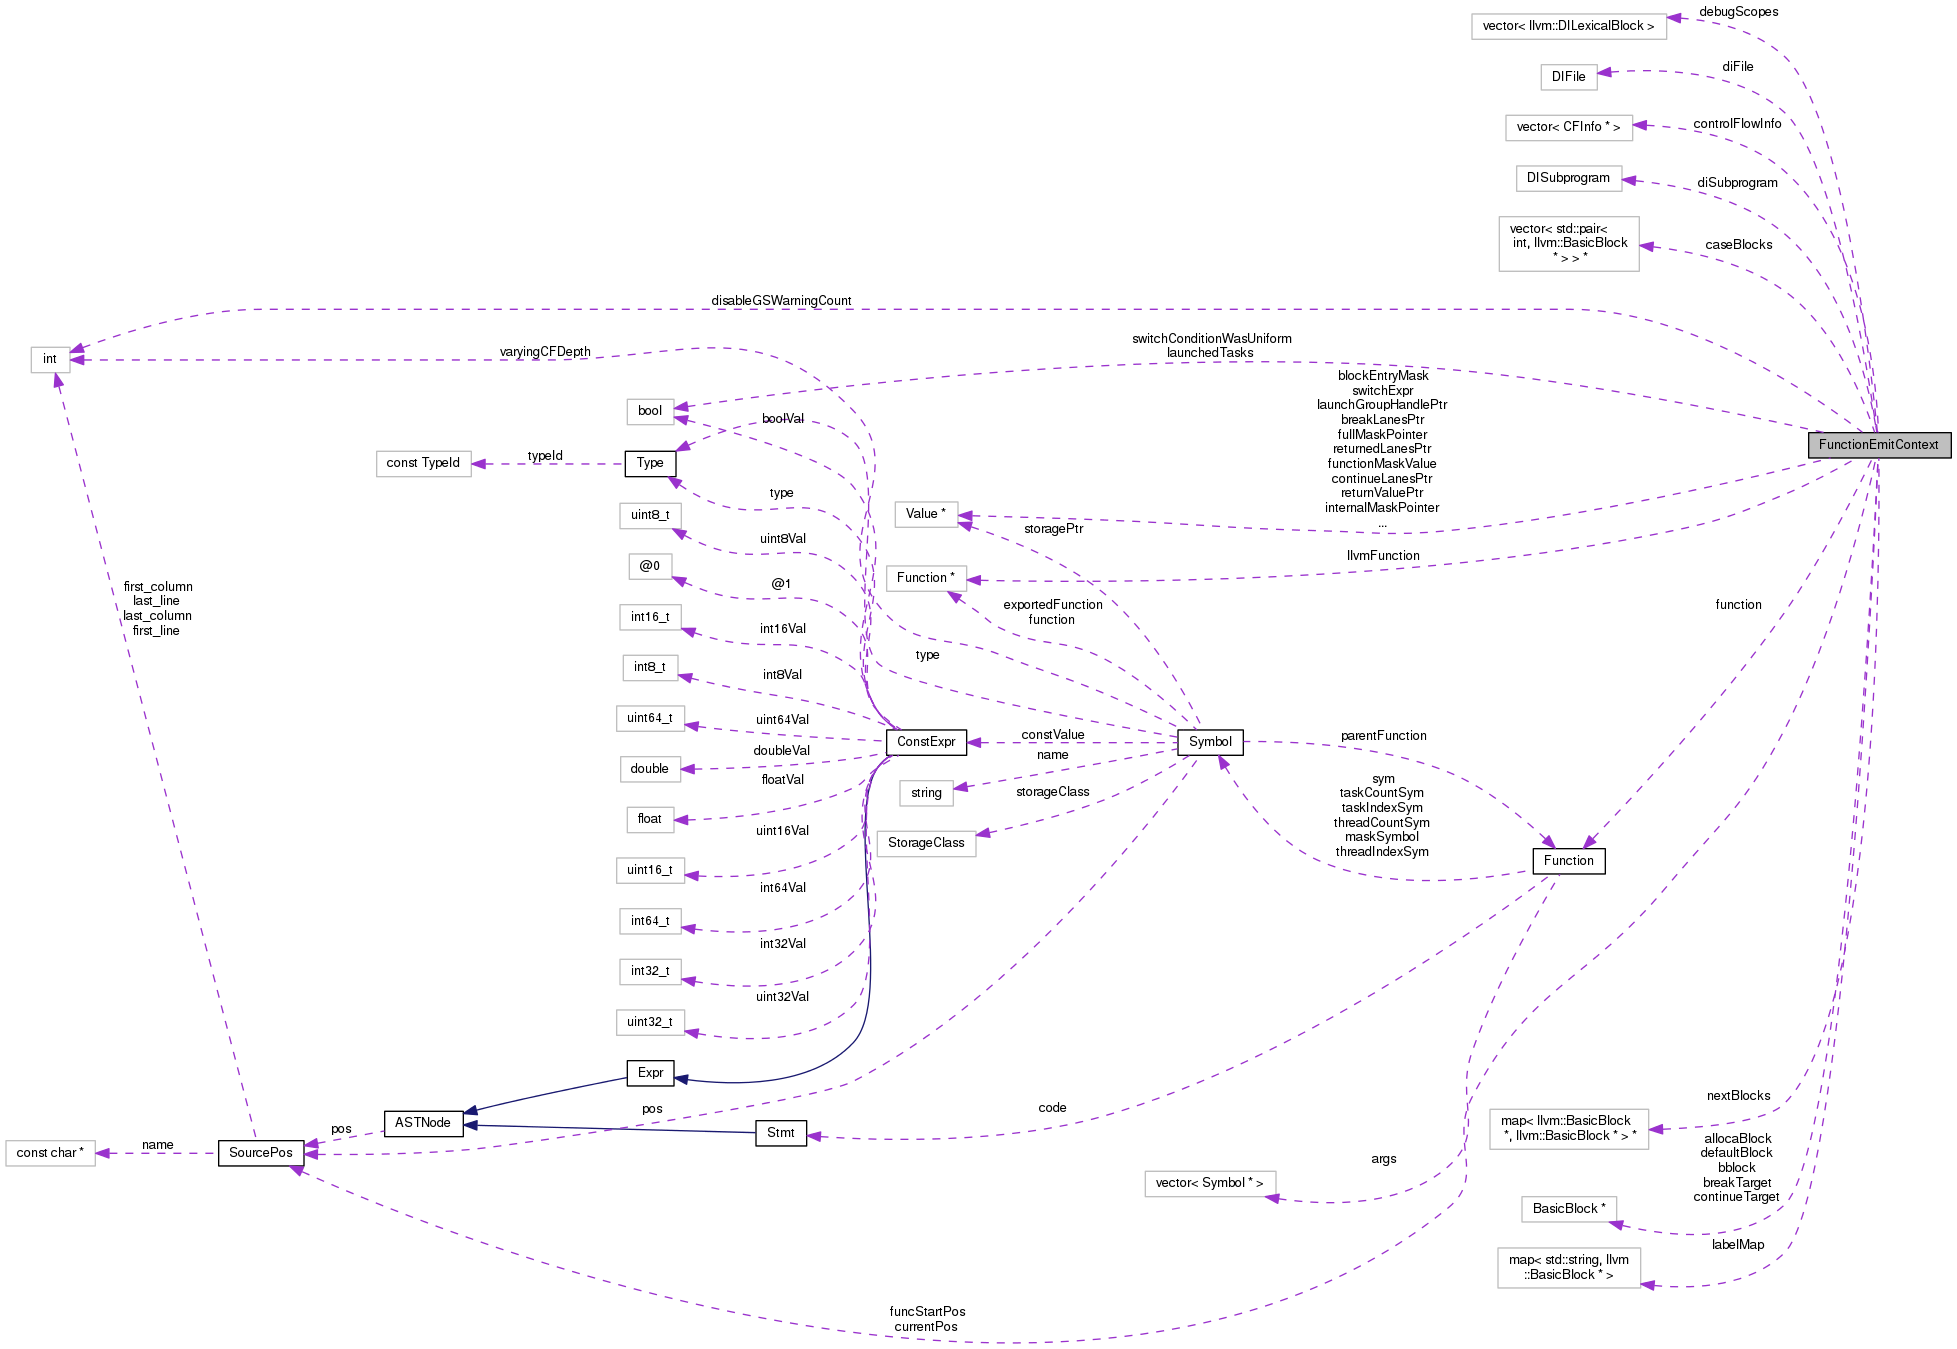 debugScopes
vector< llvm::DILexicalBlock >
diFile
DIFile
controlFlowInfo
vector< CFInfo * >
diSubprogram
DISubprogram
vector< std::pair<
int, llvm::BasicBlock
* > > *
caseBlocks
disableGSWarningCount
int
varyingCFDepth
switchConditionWasUniform
launchedTasks
bool
boolVal
blockEntryMask
switchExpr
launchGroupHandlePtr
breakLanesPtr
fullMaskPointer
returnedLanesPtr
functionMaskValue
continueLanesPtr
returnValuePtr
internalMaskPointer
...
FunctionEmitContext
const TypeId
typeId
Type
type
uint8_t
uint8Val
Value *
storagePtr
@0
@1
Function *
llvmFunction
exportedFunction
function
function
first_column
last_line
last_column
first_line
int16_t
int16Val
type
int8_t
int8Val
uint64_t
uint64Val
ConstExpr
constValue
Symbol
parentFunction
double
doubleVal
name
string
floatVal
float
storageClass
StorageClass
sym
taskCountSym
taskIndexSym
threadCountSym
maskSymbol
threadIndexSym
Function
uint16Val
uint16_t
int64Val
int64_t
int32Val
int32_t
uint32Val
uint32_t
Expr
ASTNode
pos
pos
Stmt
code
const char *
name
SourcePos
nextBlocks
map< llvm::BasicBlock
*, llvm::BasicBlock * > *
allocaBlock
defaultBlock
bblock
breakTarget
continueTarget
args
vector< Symbol * >
BasicBlock *
labelMap
map< std::string, llvm
::BasicBlock * >
funcStartPos
currentPos